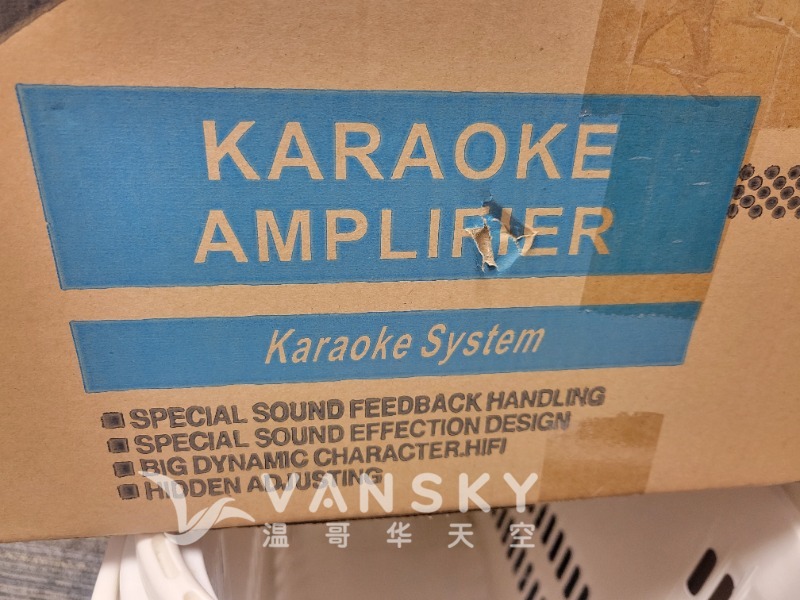 KARAOKE
AMPLIFIER
Karaoke System
SPECIAL SOUND FEEDBACK HANDLING
SPECIAL SOUND EFFECTION DESIGN
BIG DYNAMIC CHARACTER.HIFI
HIDDEN ADJUSTING
VANSKY
温哥华天空